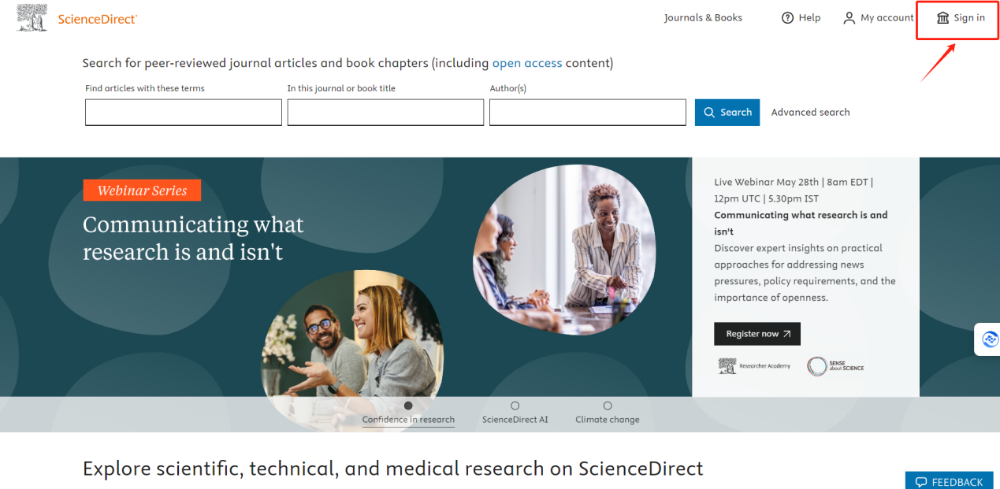 ScienceDirect
Journals & Books
Help
My account
Sign in
Search for peer-reviewed journal articles and book chapters (including open access content)
Find articles with these terms
In this journal or book title
Author(s)
Search
Advanced search
Webinar Series
Communicating what
research is and isn't
Live Webinar May 28th | 8am EDT |
12pm UTC | 5.30pm IST
Communicating what research is and
isn't
Discover expert insights on practical
approaches for addressing news
pressures, policy requirements, and the
importance of openness.
Register now
Researcher Academy
SENSE
about SCIENCE
Confidence in research
ScienceDirect AI
Climate change
Explore scientific, technical, and medical research on ScienceDirect
FEEDBACK